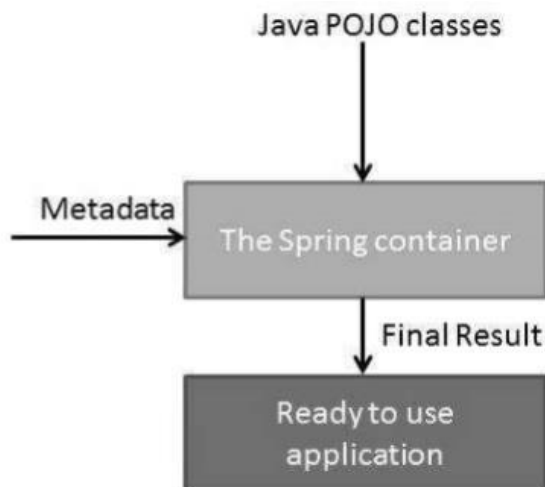 Java POJO classes
Metadata
The Spring container
Final Result
Ready to use
application